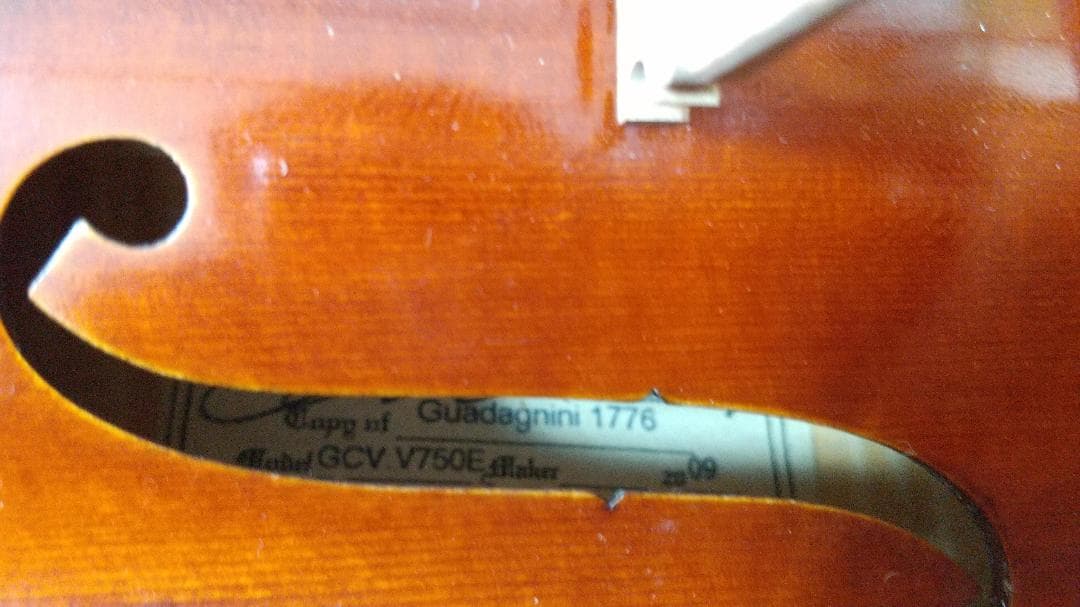 Copy of Guadagnini 1776
Model GCV V750E Maker 2009